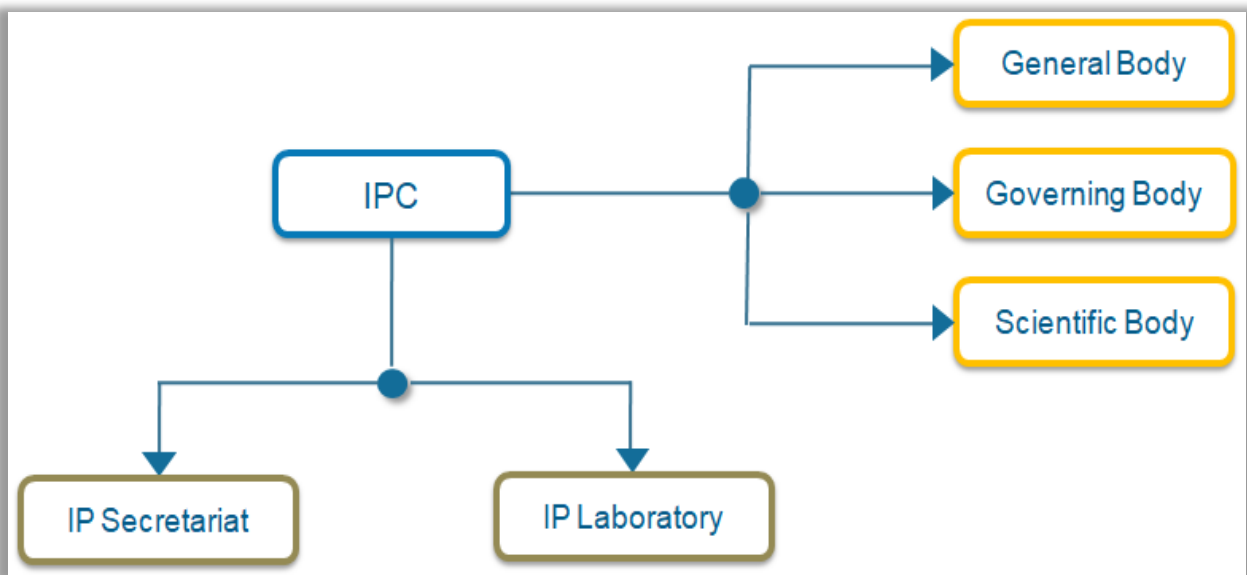 General Body
IPC
Governing Body
Scientific Body
IP Secretariat
IP Laboratory